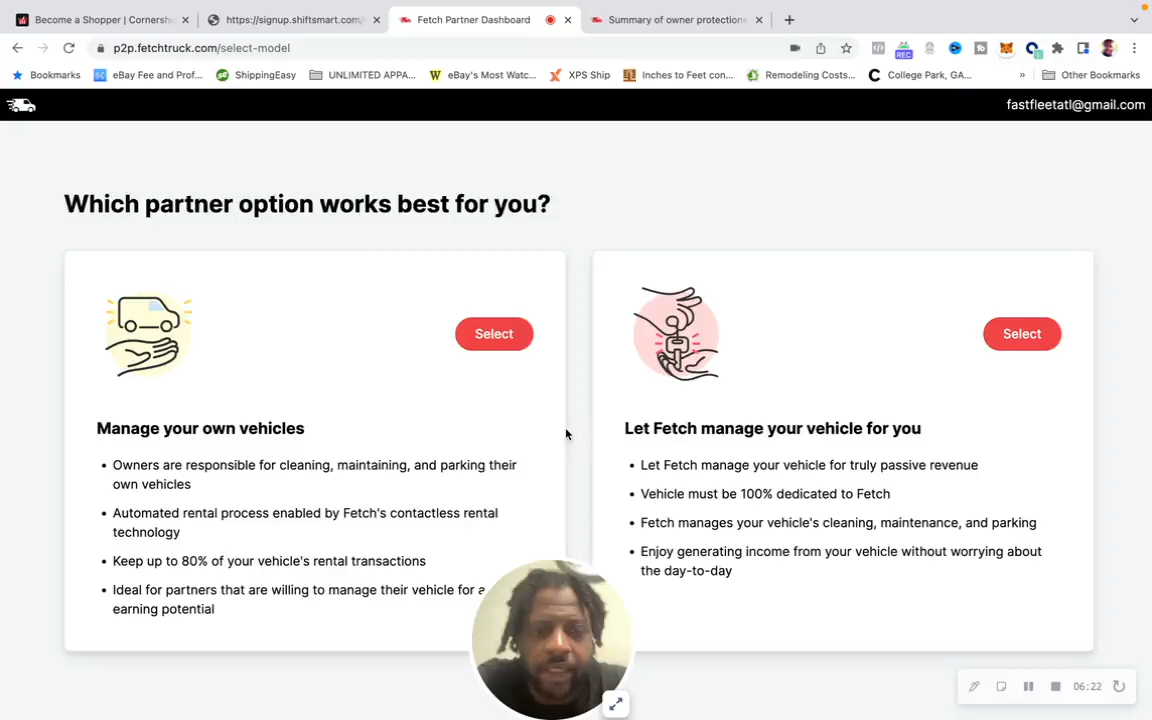 Become a Shopper | Cornersh
https://signup.shiftsmart.com/
Fetch Partner Dashboard
Summary of owner protections
p2p.fetchtruck.com/select-model
REC
Bookmarks
eBay Fee and Prof...
ShippingEasy
UNLIMITED APPA...
eBay's Most Watc...
XPS Ship
Inches to Feet con...
Remodeling Costs...
College Park, GA...
»
Other Bookmarks
fastfleetatl@gmail.com
Which partner option works best for you?
Select
Manage your own vehicles
• Owners are responsible for cleaning, maintaining, and parking their
own vehicles
• Automated rental process enabled by Fetch's contactless rental
technology
• Keep up to 80% of your vehicle's rental transactions
• Ideal for partners that are willing to manage their vehicle for a
earning potential
Select
Let Fetch manage your vehicle for you
• Let Fetch manage your vehicle for truly passive revenue
• Vehicle must be 100% dedicated to Fetch
• Fetch manages your vehicle's cleaning, maintenance, and parking
• Enjoy generating income from your vehicle without worrying about
the day-to-day
06:22